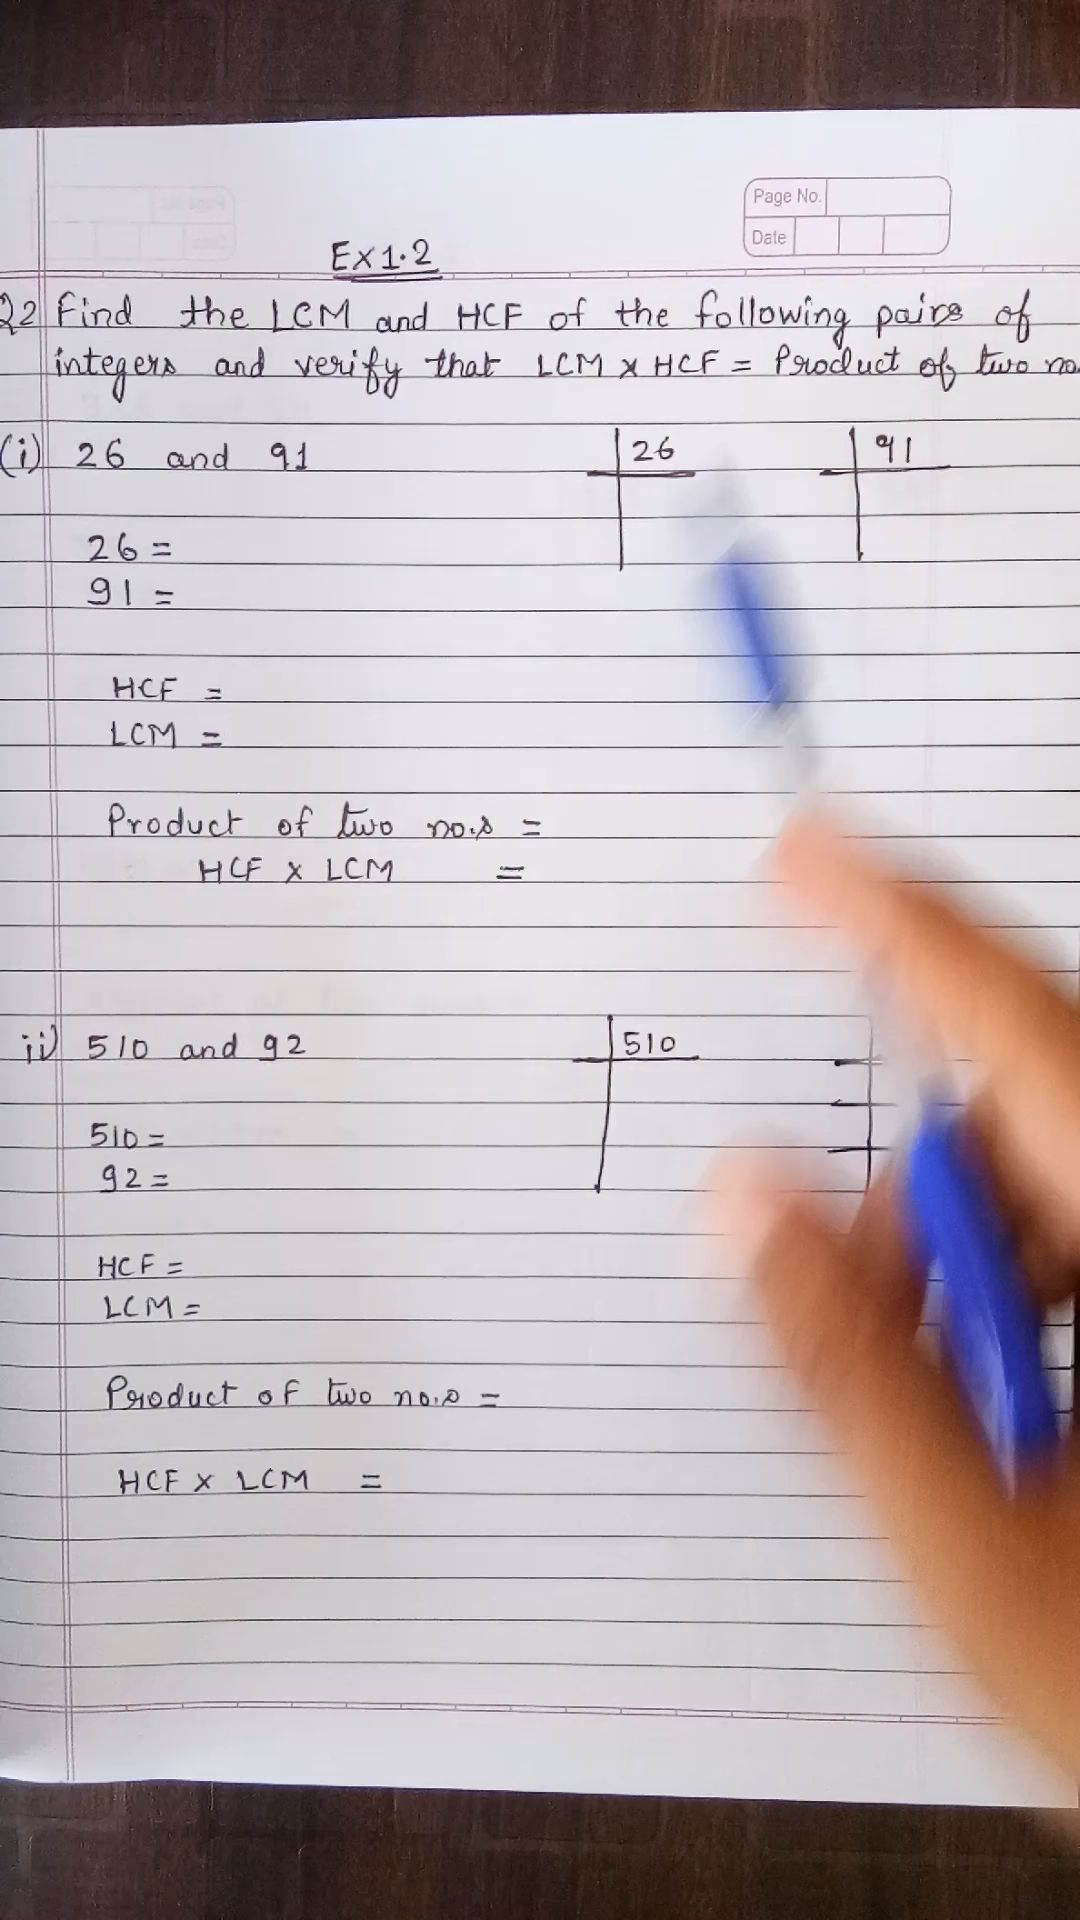 Page No.
Date
Ex 1.2
Q2 Find the LCM and HCF of the following pairs of
integers and verify that LCM x HCF = Product of two no.
(i) 26 and 91
26
91
26 =
91 =
HCF =
LCM =
Product of two no.s =
HCF x LCM =
ii) 510 and 92
510
510 =
92 =
HCF =
LCM =
Product of two no.s =
HCF x LCM =